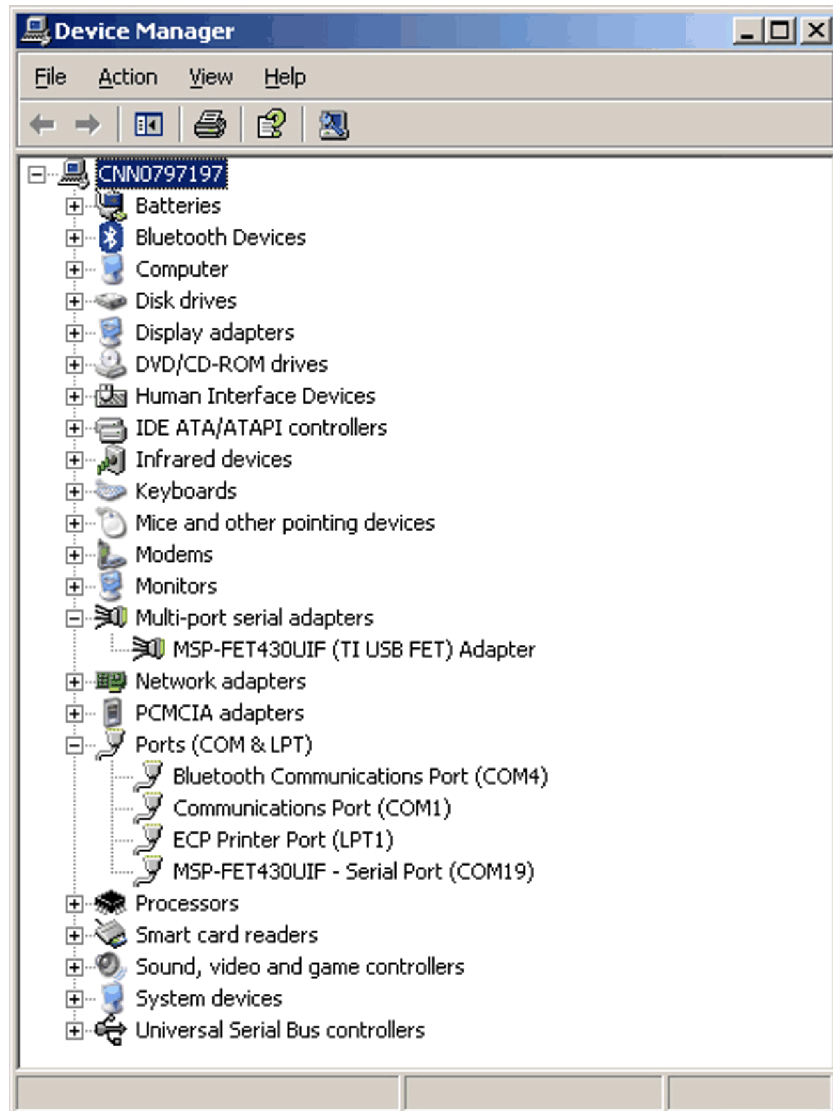 Device Manager
File Action View Help
CNN0797197
Batteries
Bluetooth Devices
Computer
Disk drives
Display adapters
DVD/CD-ROM drives
Human Interface Devices
IDE ATA/ATAPI controllers
Infrared devices
Keyboards
Mice and other pointing devices
Modems
Monitors
Multi-port serial adapters
MSP-FET430UIF (TI USB FET) Adapter
Network adapters
PCMCIA adapters
Ports (COM & LPT)
Bluetooth Communications Port (COM4)
Communications Port (COM1)
ECP Printer Port (LPT1)
MSP-FET430UIF - Serial Port (COM19)
Processors
Smart card readers
Sound, video and game controllers
System devices
Universal Serial Bus controllers